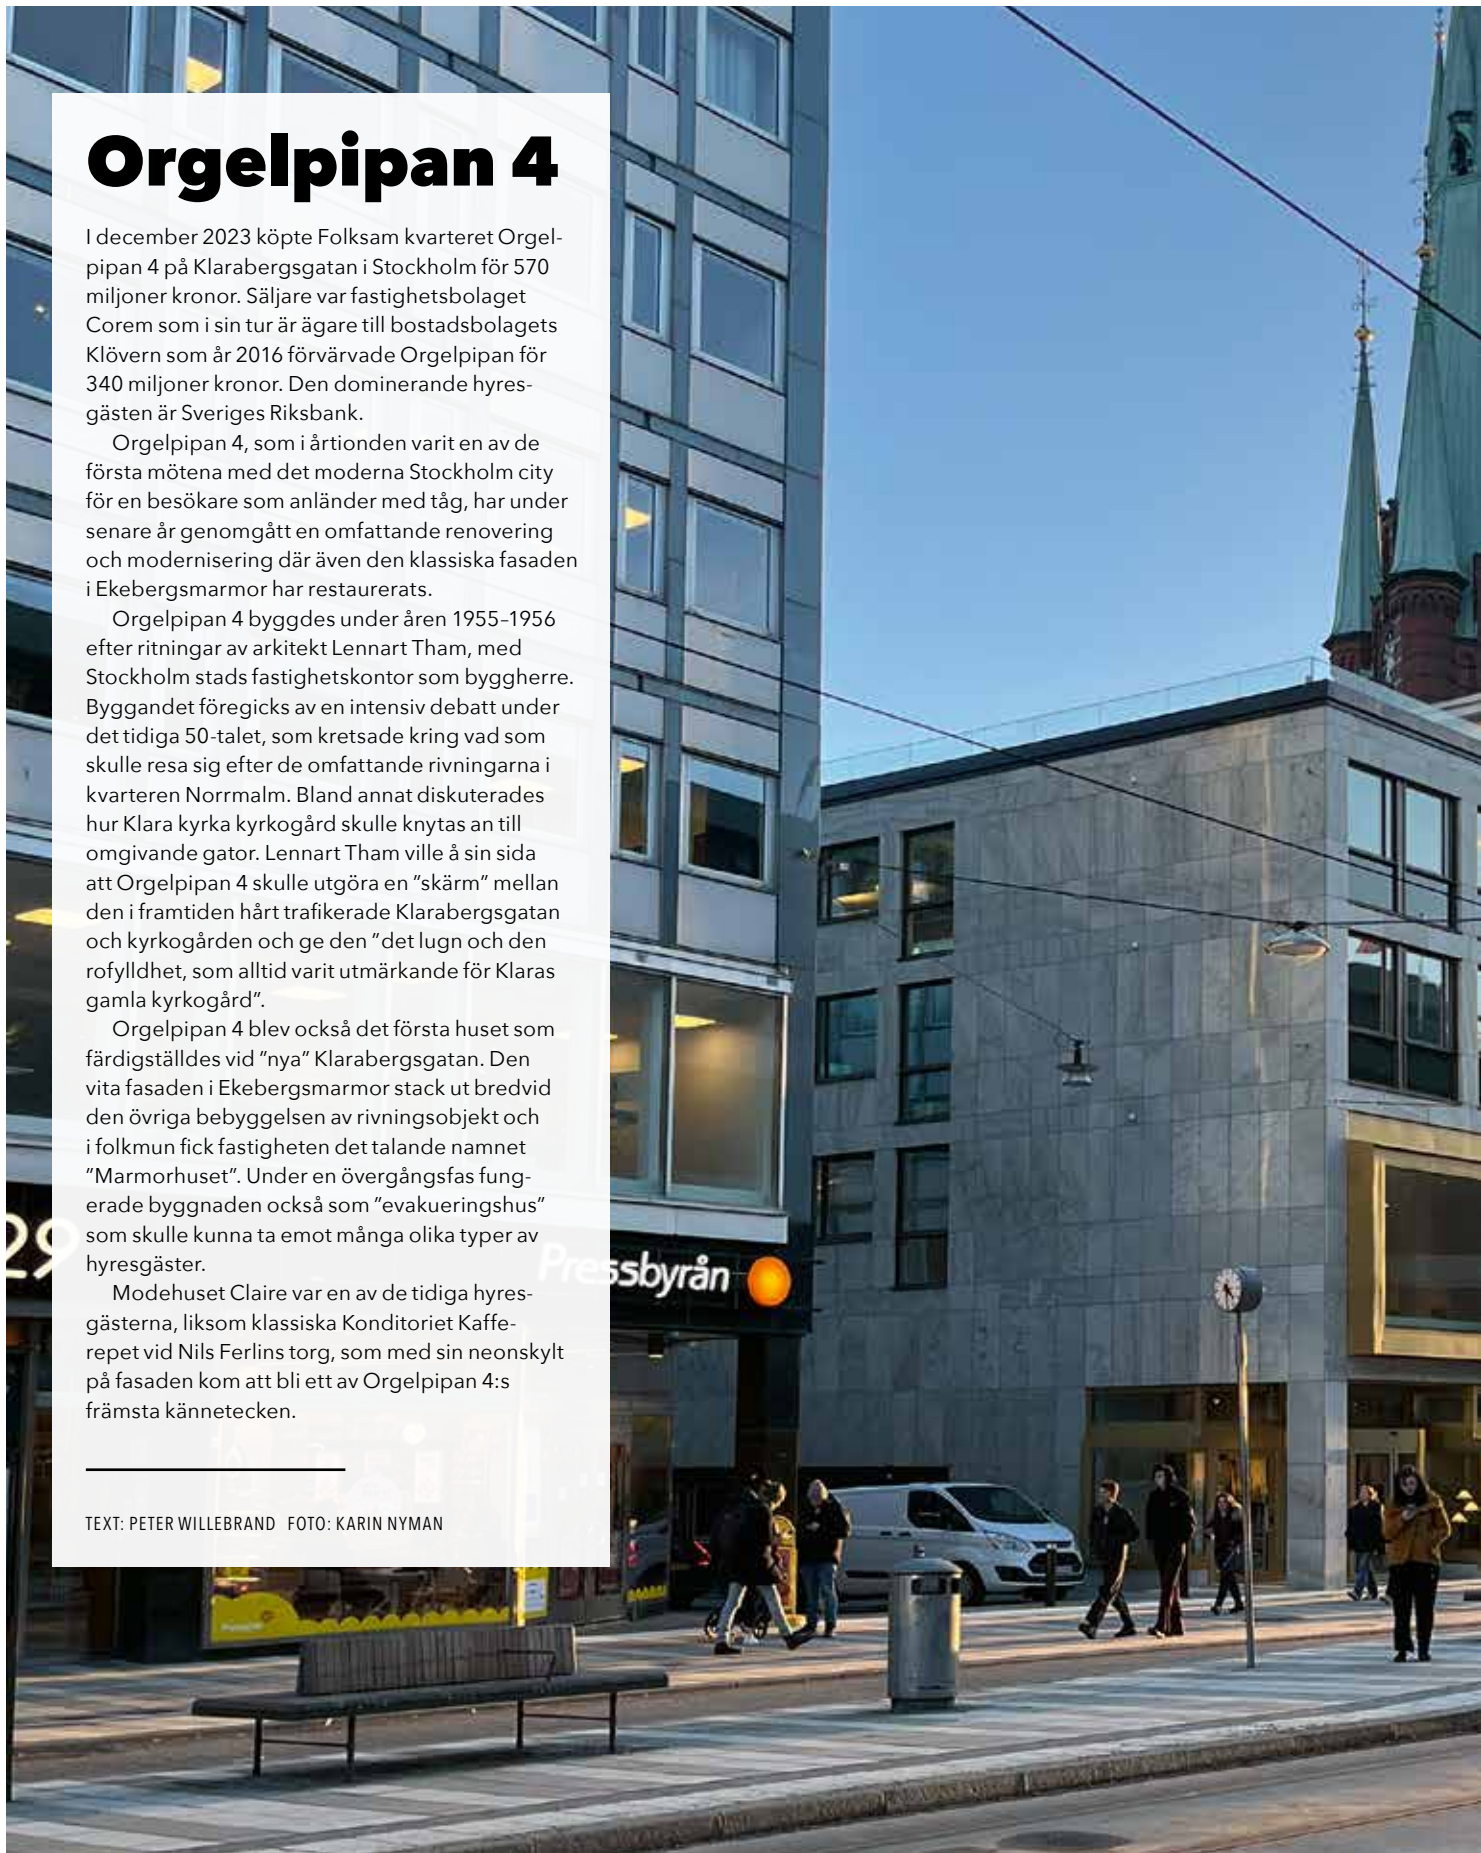 Orgelpipan 4
I december 2023 köpte Folksam kvarteret Orgel-
pipan 4 på Klarabergsgatan i Stockholm för 570
miljoner kronor. Säljare var fastighetsbolaget
Corem som i sin tur är ägare till bostadsbolagets
Klövern som år 2016 förvärvade Orgelpipan för
340 miljoner kronor. Den dominerande hyres-
gästen är Sveriges Riksbank.
Orgelpipan 4, som i årtionden varit en av de
första mötena med det moderna Stockholm city
för en besökare som anländer med tåg, har under
senare år genomgått en omfattande renovering
och modernisering där även den klassiska fasaden
i Ekebergsmarmor har restaurerats.
Orgelpipan 4 byggdes under åren 1955–1956
efter ritningar av arkitekt Lennart Tham, med
Stockholm stads fastighetskontor som byggherre.
Byggandet föregicks av en intensiv debatt under
det tidiga 50-talet, som kretsade kring vad som
skulle resa sig efter de omfattande rivningarna i
kvarteren Norrmalm. Bland annat diskuterades
hur Klara kyrka kyrkogård skulle knytas an till
omgivande gator. Lennart Tham ville å sin sida
att Orgelpipan 4 skulle utgöra en ”skärm” mellan
den i framtiden hårt trafikerade Klarabergsgatan
och kyrkogården och ge den ”det lugn och den
rofylldhet, som alltid varit utmärkande för Klaras
gamla kyrkogård”.
Orgelpipan 4 blev också det första huset som
färdigställdes vid ”nya” Klarabergsgatan. Den
vita fasaden i Ekebergsmarmor stack ut bredvid
den övriga bebyggelsen av rivningsobjekt och
i folkmun fick fastigheten det talande namnet
”Marmorhuset”. Under en övergångsfas fung-
erade byggnaden också som ”evakueringshus”
som skulle kunna ta emot många olika typer av
hyresgäster.
Modehuset Claire var en av de tidiga hyres-
gästerna, liksom klassiska Konditoriet Kaffe-
repet vid Nils Ferlins torg, som med sin neonskylt
på fasaden kom att bli ett av Orgelpipan 4:s
främsta kännetecken.
TEXT: PETER WILLEBRAND FOTO: KARIN NYMAN
29
Pressbyrån